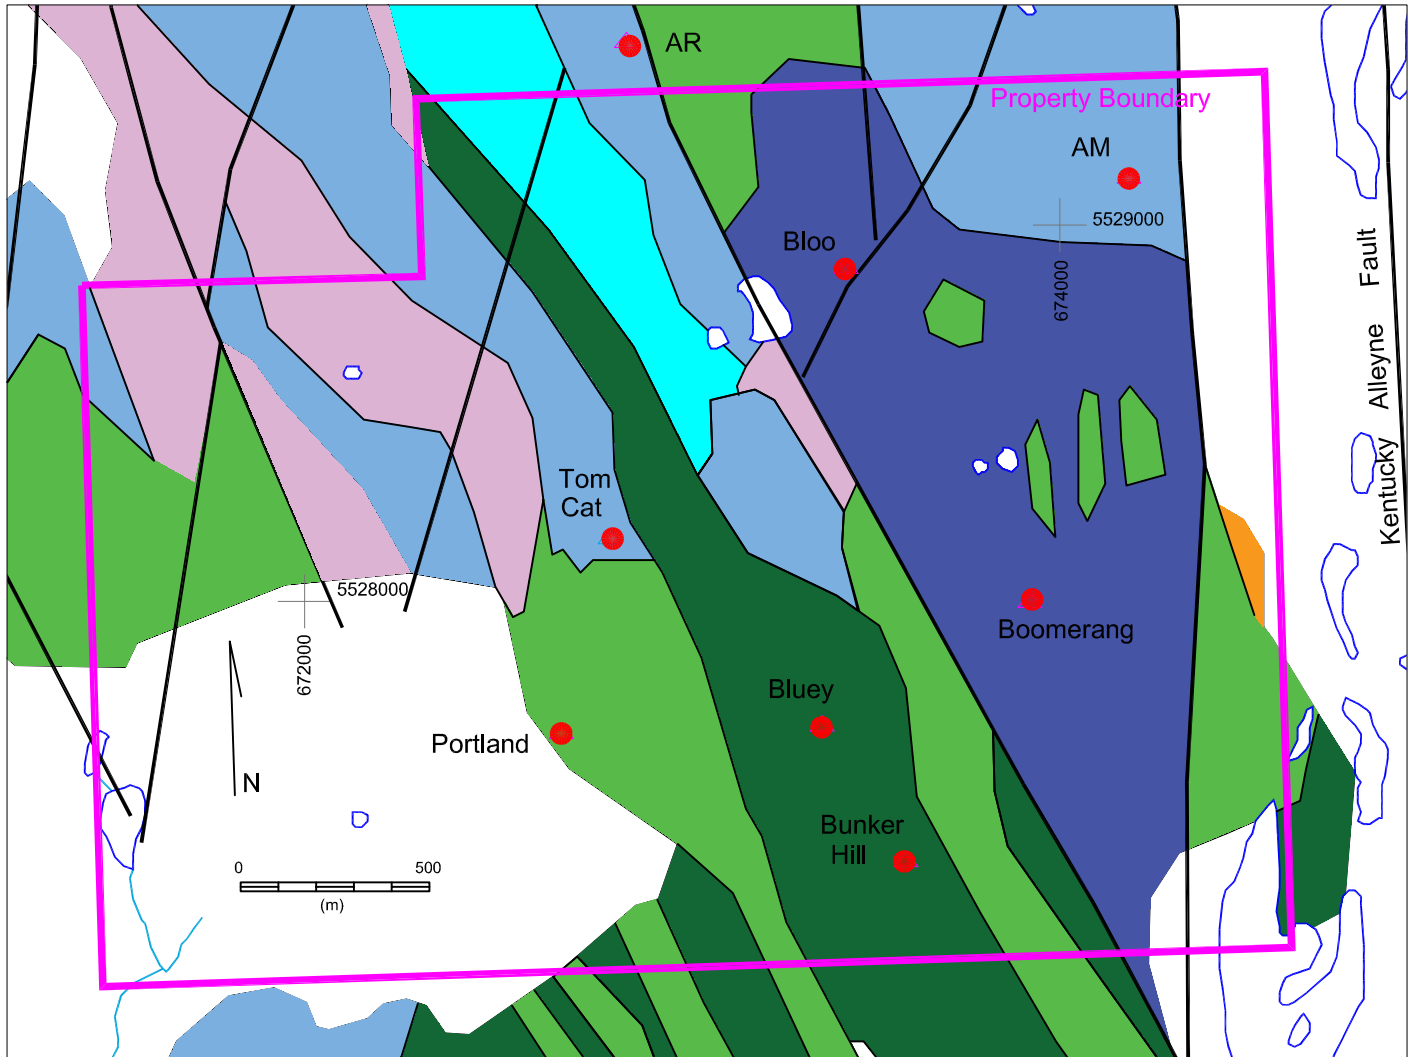 AR
Property Boundary
AM
5529000
Bloo
674000
Kentucky Alleyne Fault
Tom
Cat
5528000
672000
Boomerang
Bluey
Portland
N
Bunker
Hill
0 500
(m)